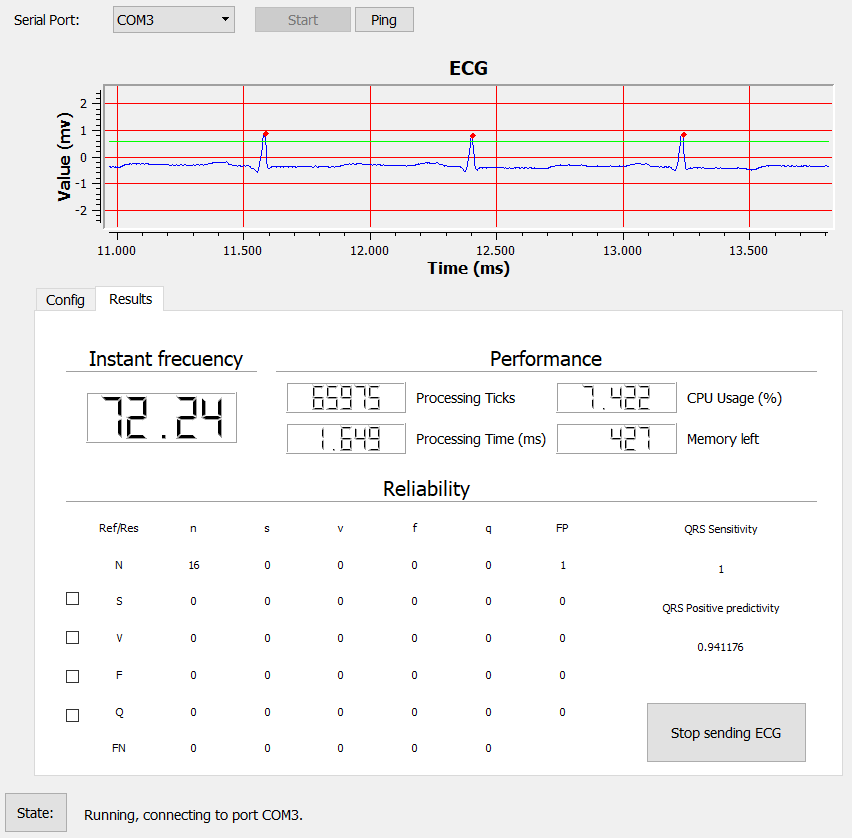 Serial Port: COM3 Start Ping
ECG
Value (mv)
2
1
0
-1
-2
11.000 11.500 12.000 12.500 13.000 13.500
Time (ms)
Config Results
Instant frecuency Performance
72.24
65975 Processing Ticks 7.422 CPU Usage (%)
1.649 Processing Time (ms) 427 Memory left
Reliability
Ref/Res n s v f q FP QRS Sensitivity
N 16 0 0 0 0 1 1
S 0 0 0 0 0 0 QRS Positive predictivity
V 0 0 0 0 0 0 0.941176
F 0 0 0 0 0 0
Q 0 0 0 0 0 0
FN 0 0 0 0 0
Stop sending ECG
State: Running, connecting to port COM3.